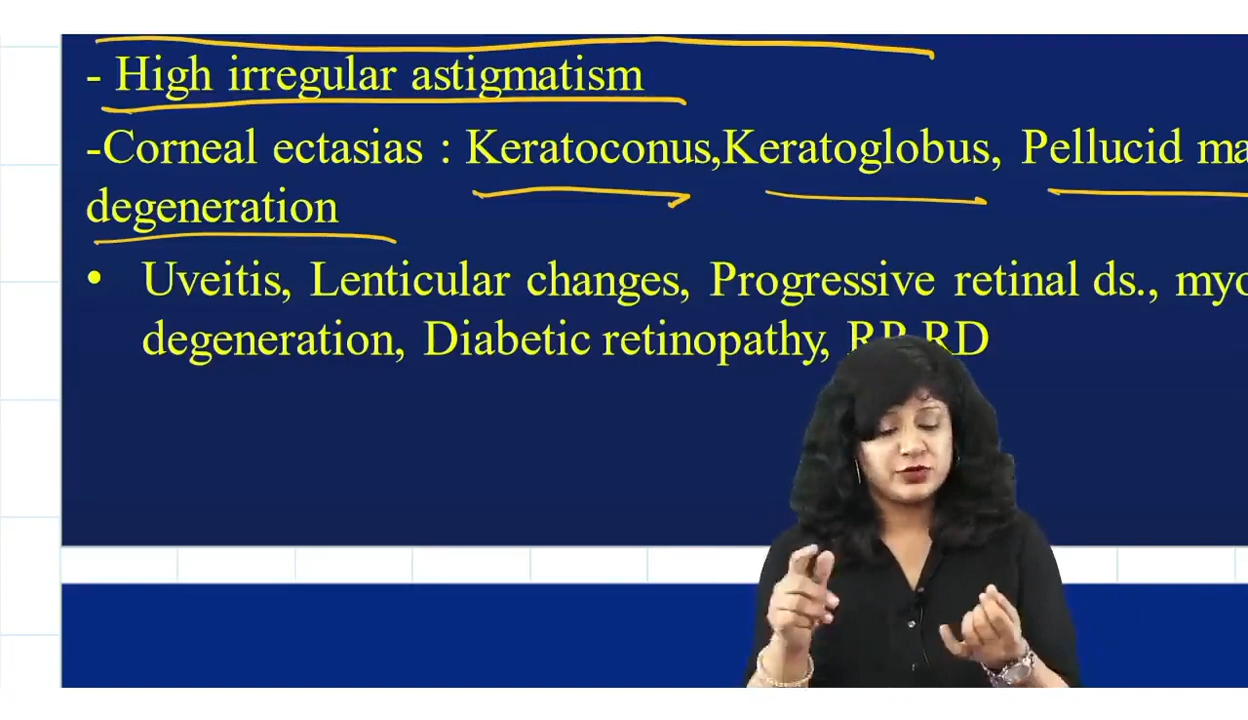 - High irregular astigmatism
-Corneal ectasias : Keratoconus,Keratoglobus, Pellucid ma
degeneration
• Uveitis, Lenticular changes, Progressive retinal ds., myo
degeneration, Diabetic retinopathy, RP RD